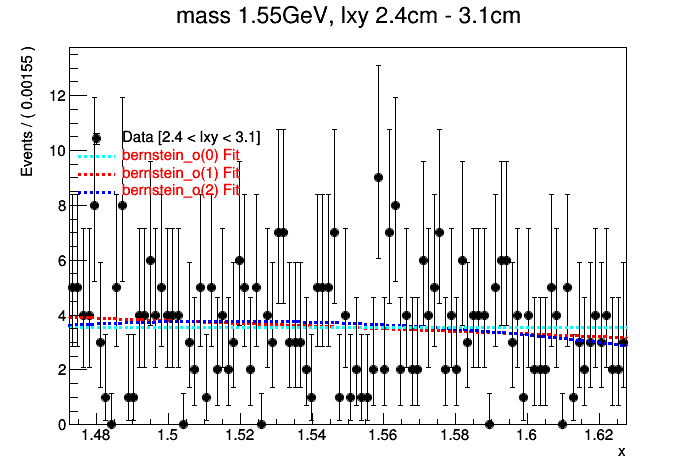 mass 1.55GeV, lxy 2.4cm - 3.1cm
Events / ( 0.00155 )
12
10
8
6
4
2
0
Data [2.4 < lxy < 3.1]
bernstein_o(0) Fit
bernstein_o(1) Fit
bernstein_o(2) Fit
1.48 1.5 1.52 1.54 1.56 1.58 1.6 1.62
x